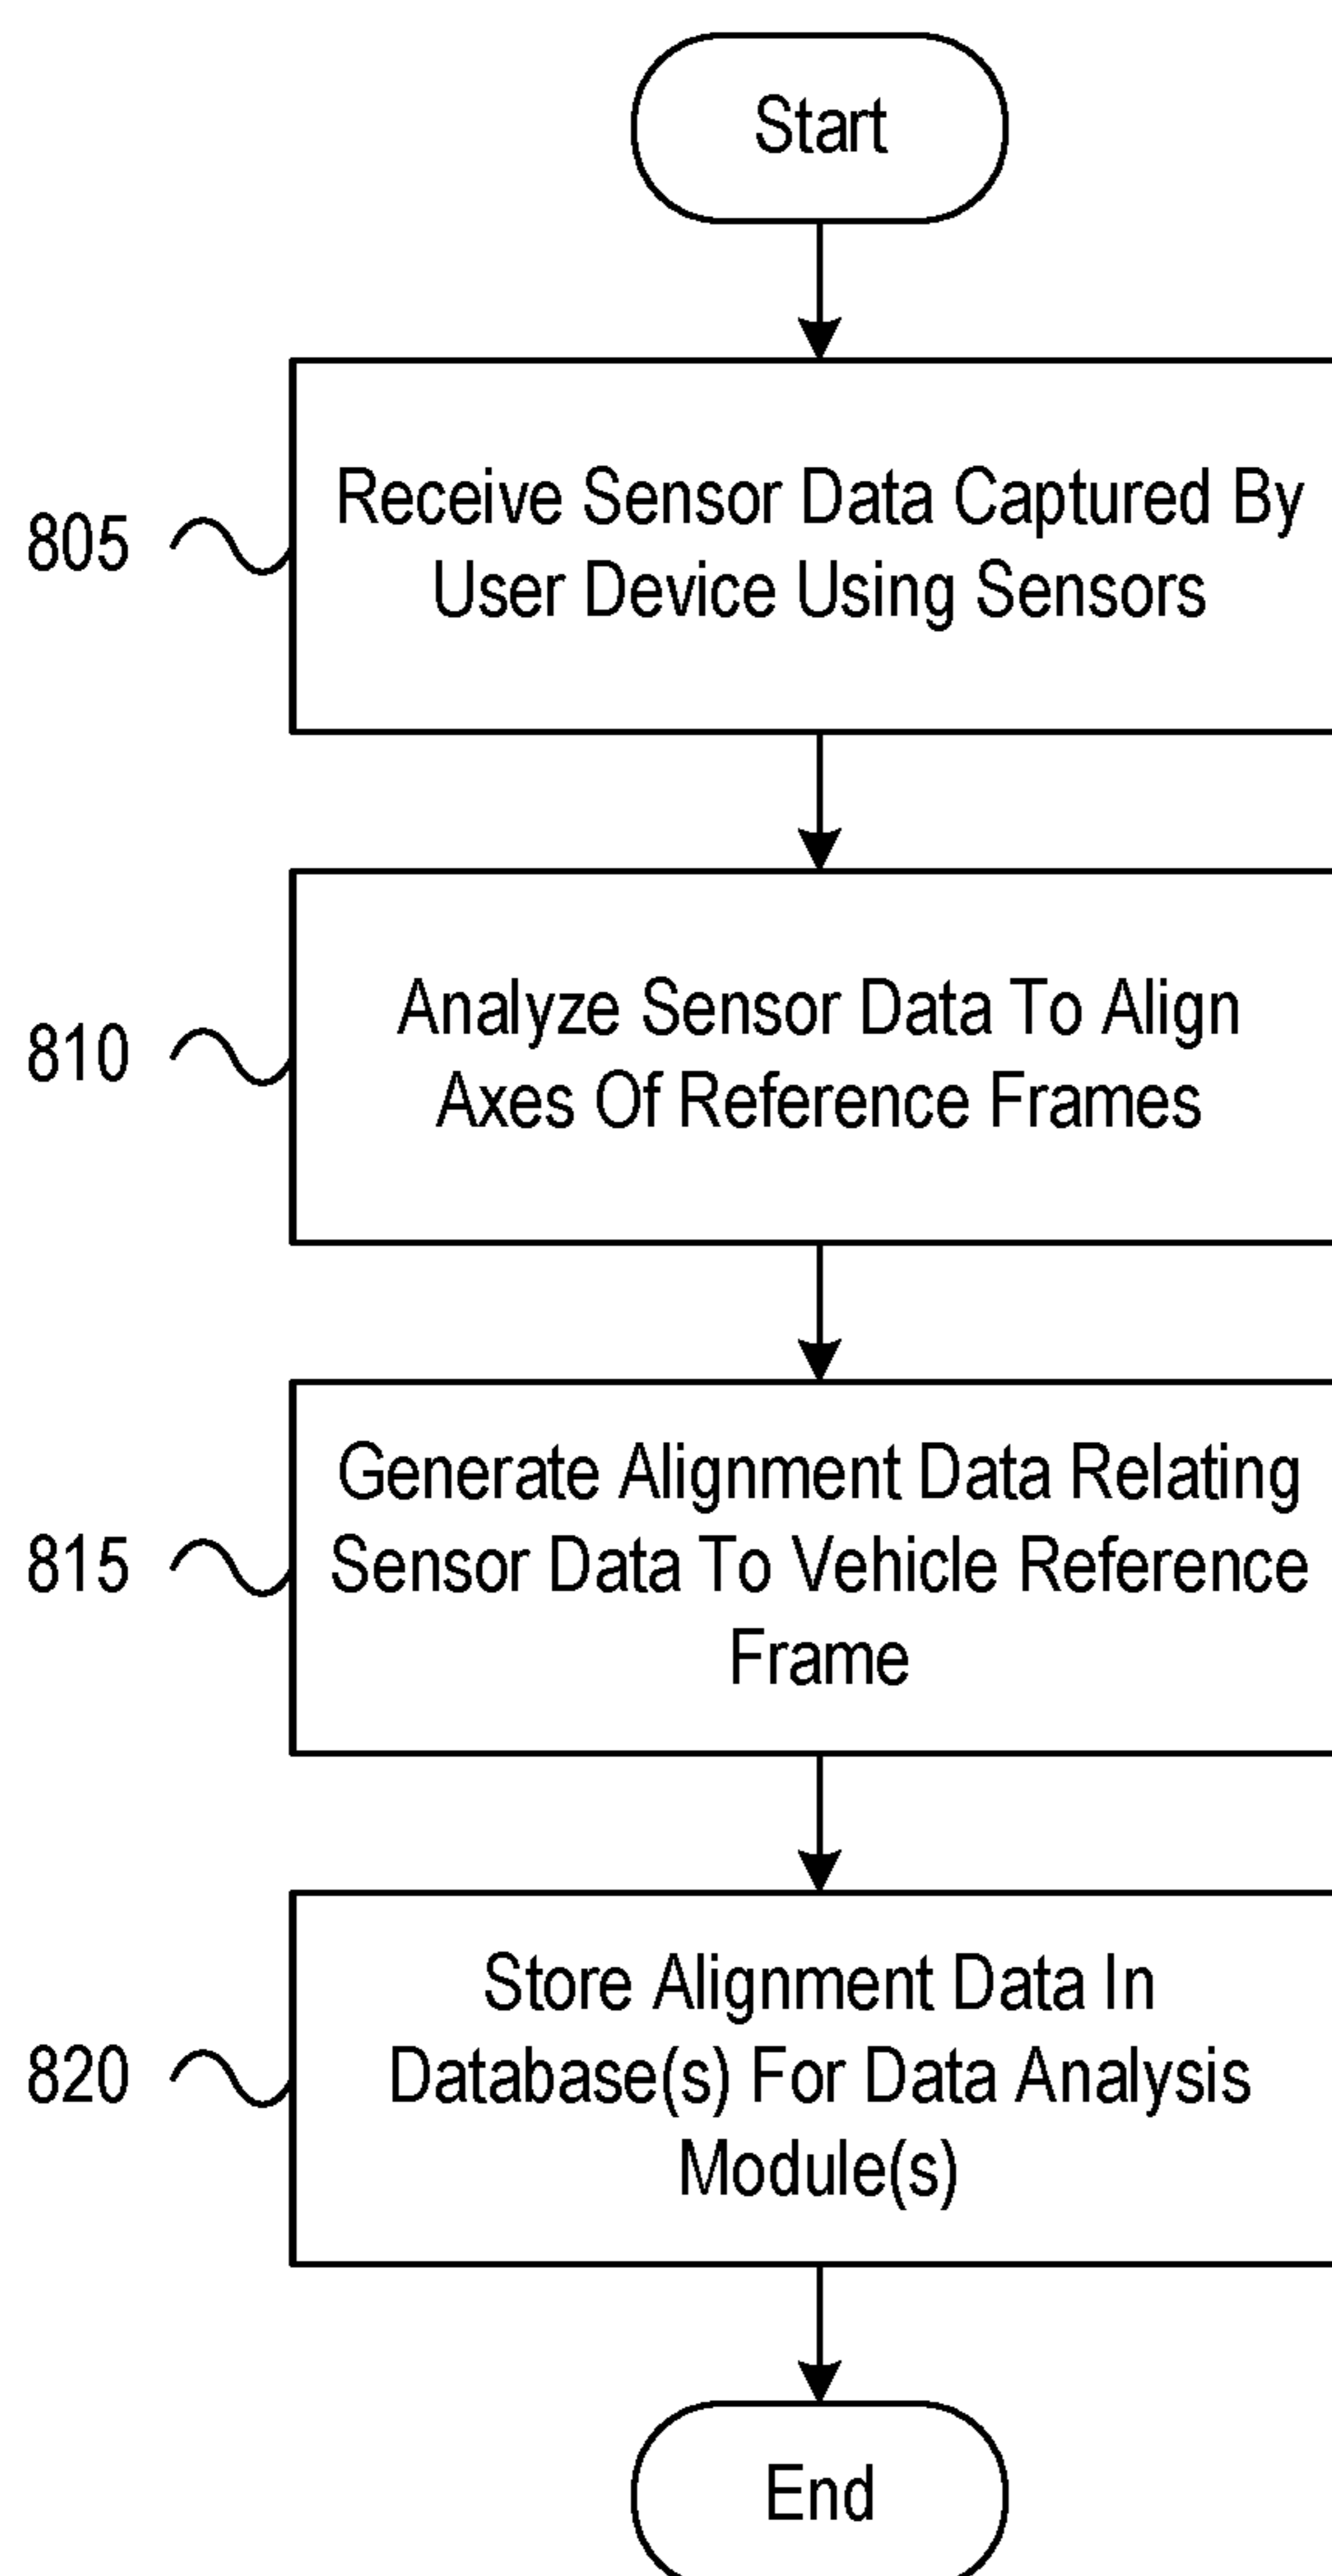 Start
805
Receive Sensor Data Captured By
User Device Using Sensors
810
Analyze Sensor Data To Align
Axes Of Reference Frames
815
Generate Alignment Data Relating
Sensor Data To Vehicle Reference
Frame
820
Store Alignment Data In
Database(s) For Data Analysis
Module(s)
End